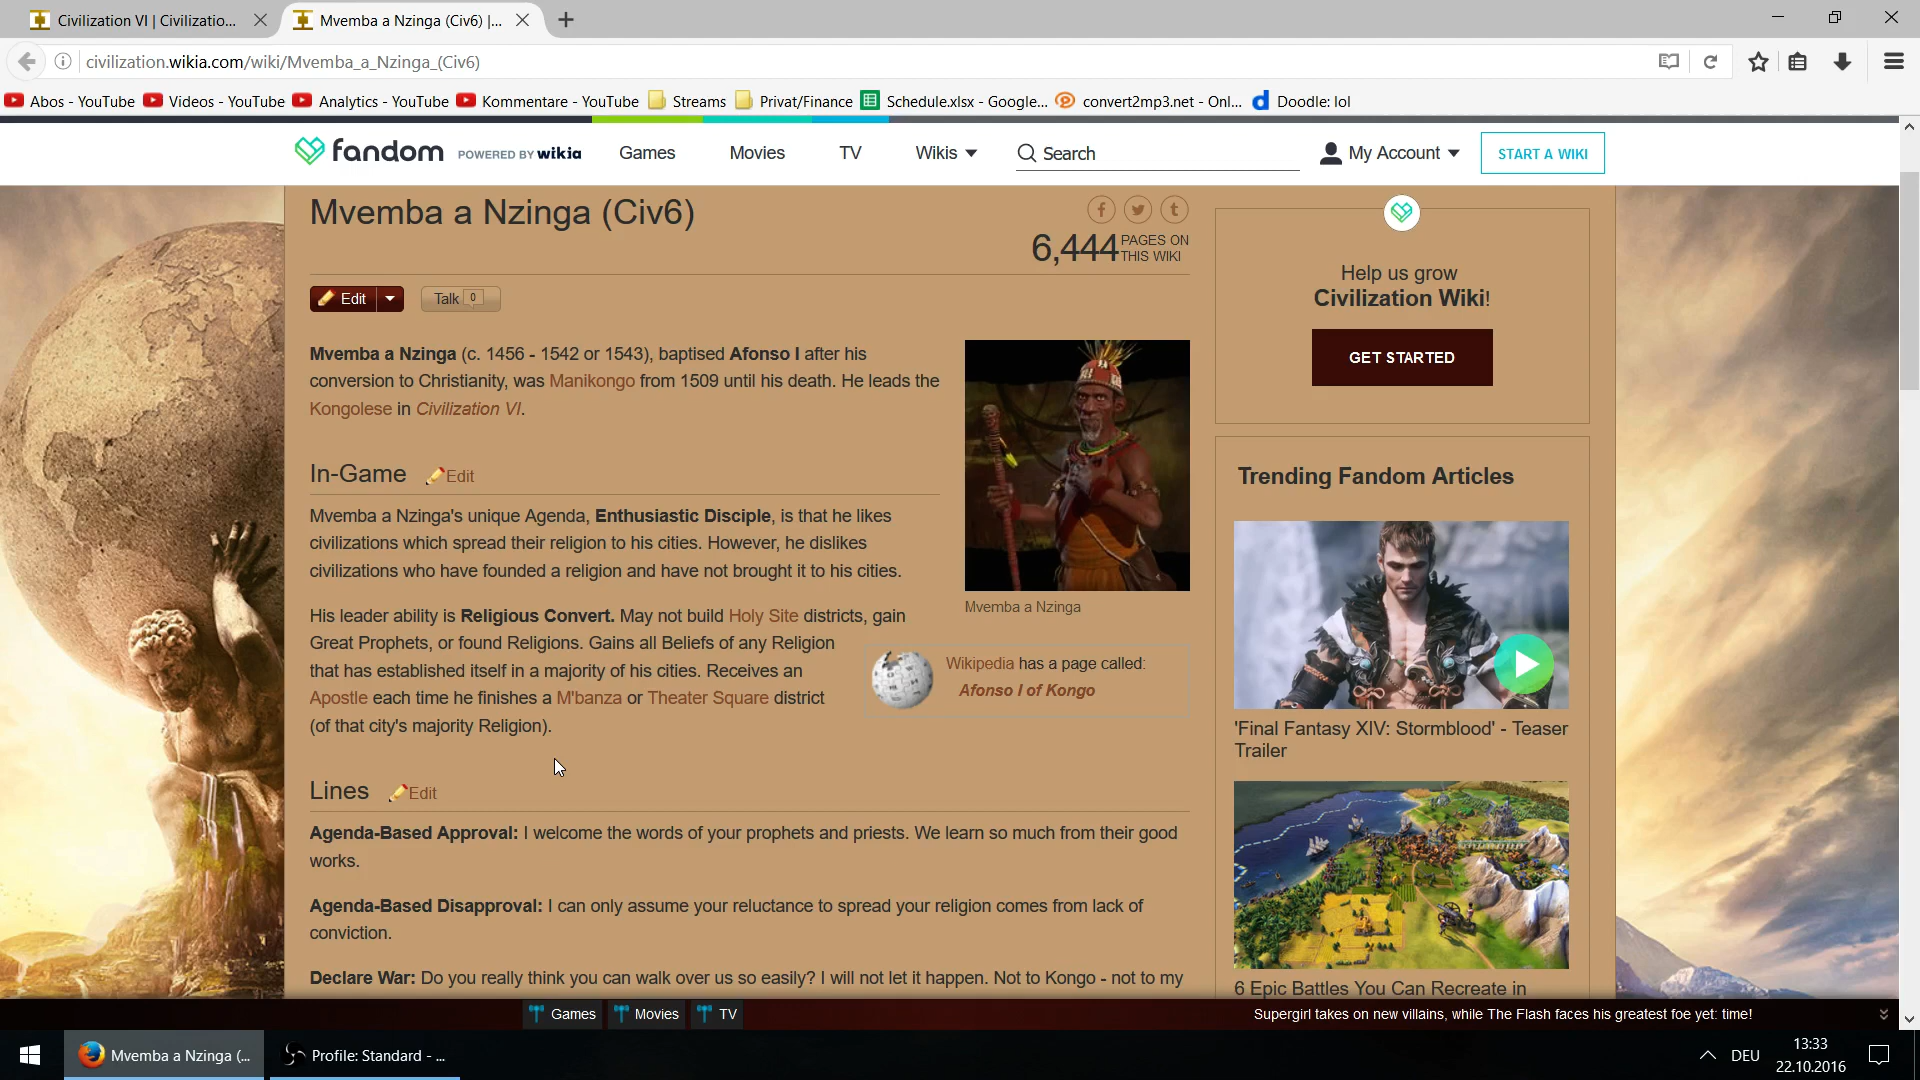 Civilization VI | Civilizatio...
Mvemba a Nzinga (Civ6) |...
civilization.wikia.com/wiki/Mvemba_a_Nzinga_(Civ6)
Abos - YouTube
Videos - YouTube
Analytics - YouTube
Kommentare - YouTube
Streams
Privat/Finance
Schedule.xlsx - Google...
convert2mp3.net - Onl...
Doodle: lol
fandom POWERED BY wikia
Games
Movies
TV
Wikis
Search
My Account
START A WIKI
Mvemba a Nzinga (Civ6)
6,444 PAGES ON
THIS WIKI
Edit
Talk 0
Mvemba a Nzinga (c. 1456 - 1542 or 1543), baptised Afonso I after his
conversion to Christianity, was Manikongo from 1509 until his death. He leads the
Kongolese in Civilization VI.
In-Game Edit
Mvemba a Nzinga's unique Agenda, Enthusiastic Disciple, is that he likes
civilizations which spread their religion to his cities. However, he dislikes
civilizations who have founded a religion and have not brought it to his cities.
His leader ability is Religious Convert. May not build Holy Site districts, gain
Great Prophets, or found Religions. Gains all Beliefs of any Religion
that has established itself in a majority of his cities. Receives an
Apostle each time he finishes a M'banza or Theater Square district
(of that city's majority Religion).
Mvemba a Nzinga
Wikipedia has a page called:
Afonso I of Kongo
Lines Edit
Agenda-Based Approval: I welcome the words of your prophets and priests. We learn so much from their good
works.
Agenda-Based Disapproval: I can only assume your reluctance to spread your religion comes from lack of
conviction.
Declare War: Do you really think you can walk over us so easily? I will not let it happen. Not to Kongo - not to my
Help us grow
Civilization Wiki!
GET STARTED
Trending Fandom Articles
'Final Fantasy XIV: Stormblood' - Teaser
Trailer
6 Epic Battles You Can Recreate in
Games
Movies
TV
Supergirl takes on new villains, while The Flash faces his greatest foe yet: time!
Mvemba a Nzinga (...
Profile: Standard - ...
DEU
13:33
22.10.2016